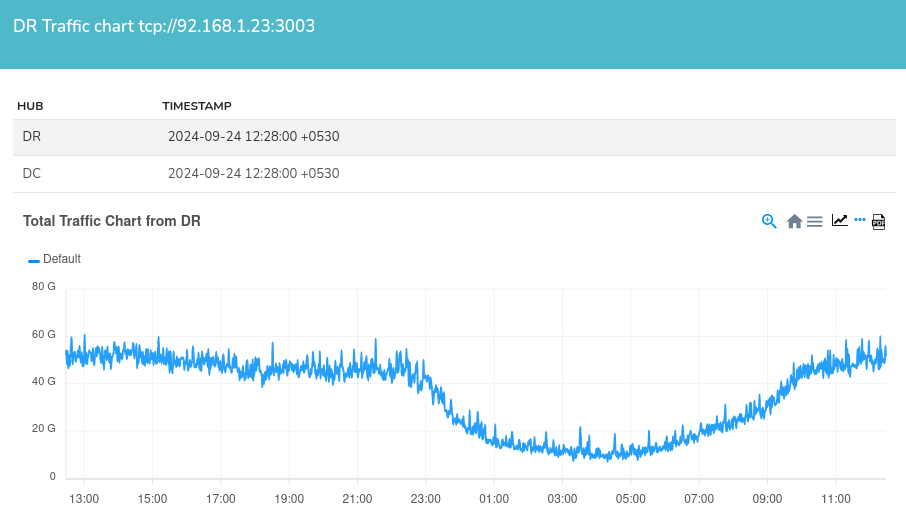 DR Traffic chart tcp://92.168.1.23:3003
HUB TIMESTAMP
DR 2024-09-24 12:28:00 +0530
DC 2024-09-24 12:28:00 +0530
Total Traffic Chart from DR
PDF
Default
80 G
60 G
40 G
20 G
0
13:00 15:00 17:00 19:00 21:00 23:00 01:00 03:00 05:00 07:00 09:00 11:00